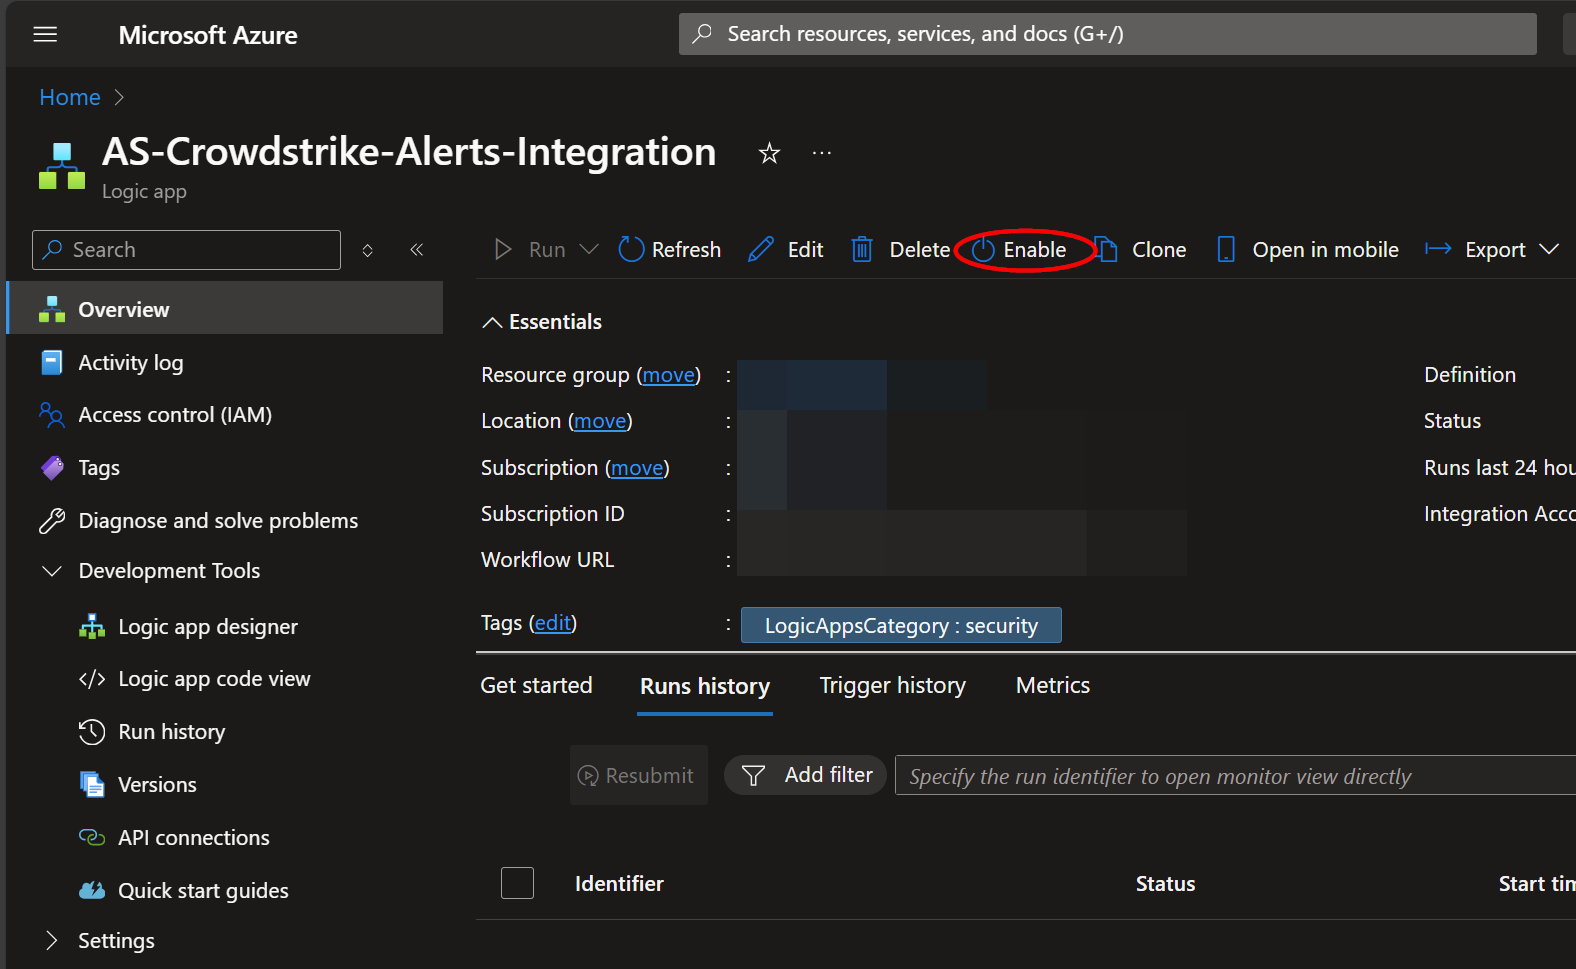 Microsoft Azure
Search resources, services, and docs (G+/)
Home
AS-Crowdstrike-Alerts-Integration
Logic app
Search
Run
Refresh
Edit
Delete
Enable
Clone
Open in mobile
Export
Overview
Activity log
Access control (IAM)
Tags
Diagnose and solve problems
Development Tools
Logic app designer
Logic app code view
Run history
Versions
API connections
Quick start guides
Settings
Essentials
Resource group (move) :
Location (move) :
Subscription (move) :
Subscription ID :
Workflow URL :
Definition
Status
Runs last 24 hou
Integration Acco
Tags (edit) : LogicAppsCategory : security
Get started
Runs history
Trigger history
Metrics
Resubmit
Add filter
Specify the run identifier to open monitor view directly
Identifier
Status
Start tim